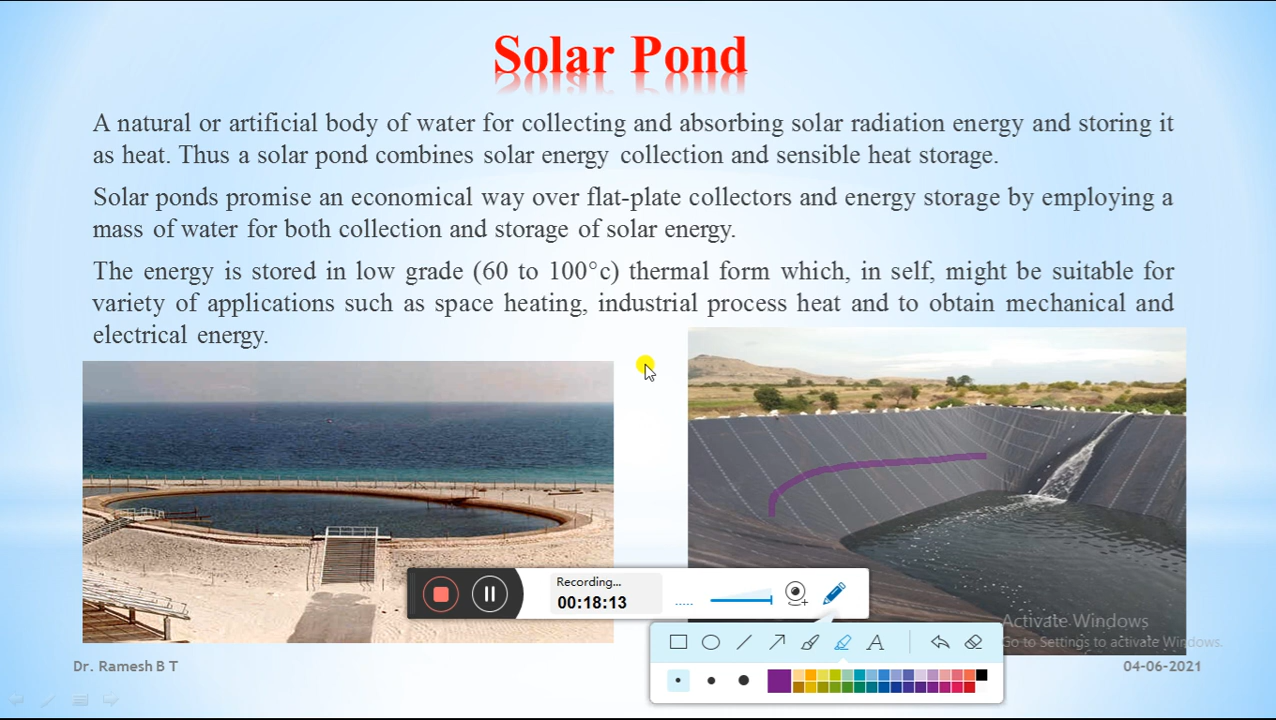 Solar Pond
A natural or artificial body of water for collecting and absorbing solar radiation energy and storing it
as heat. Thus a solar pond combines solar energy collection and sensible heat storage.
Solar ponds promise an economical way over flat-plate collectors and energy storage by employing a
mass of water for both collection and storage of solar energy.
The energy is stored in low grade (60 to 100°c) thermal form which, in self, might be suitable for
variety of applications such as space heating, industrial process heat and to obtain mechanical and
electrical energy.
Recording...
00:18:13
A
Activate Windows
Go to Settings to activate Windows.
Dr. Ramesh B T
04-06-2021